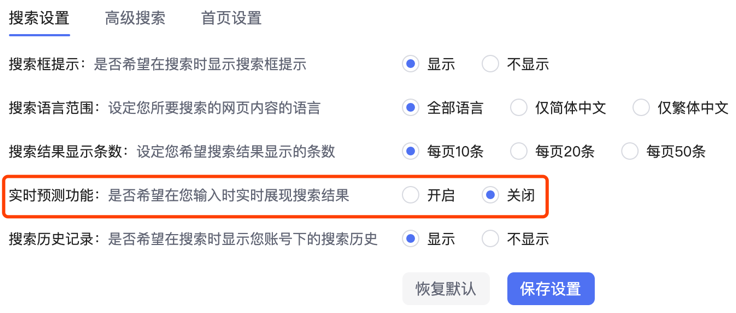 搜索设置 高级搜索 首页设置
搜索框提示：是否希望在搜索时显示搜索框提示 显示 不显示
搜索语言范围：设定您所要搜索的网页内容的语言 全部语言 仅简体中文 仅繁体中文
搜索结果显示条数：设定您希望搜索结果显示的条数 每页10条 每页20条 每页50条
实时预测功能：是否希望在您输入时实时展现搜索结果 开启 关闭
搜索历史记录：是否希望在搜索时显示您账号下的搜索历史 显示 不显示
恢复默认 保存设置